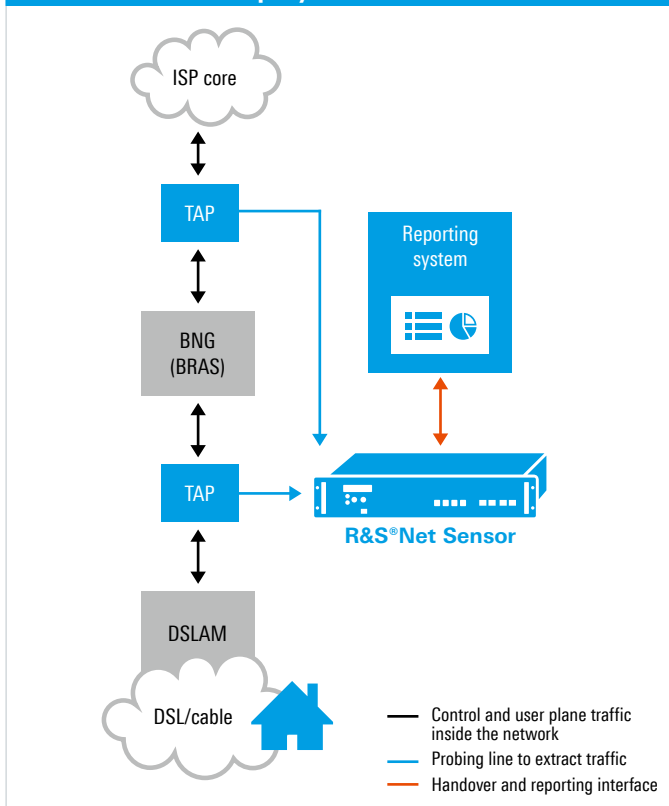 ISP core
TAP
Reporting
system
BNG
(BRAS)
TAP
R&S®Net Sensor
DSLAM
DSL/cable
Control and user plane traffic
inside the network
Probing line to extract traffic
Handover and reporting interface